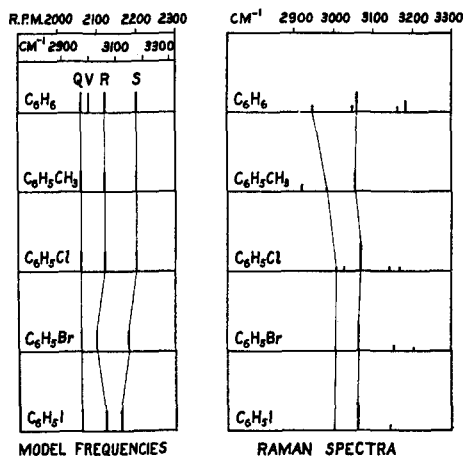 R.P.M. 2000 2100 2200 2300
CM⁻¹ 2900 3100 3300
Q V R S
C₆H₆
C₆H₅CH₃
C₆H₅Cl
C₆H₅Br
C₆H₅I
MODEL FREQUENCIES
CM⁻¹ 2900 3000 3100 3200 3300
C₆H₆
C₆H₅CH₃
C₆H₅Cl
C₆H₅Br
C₆H₅I
RAMAN SPECTRA